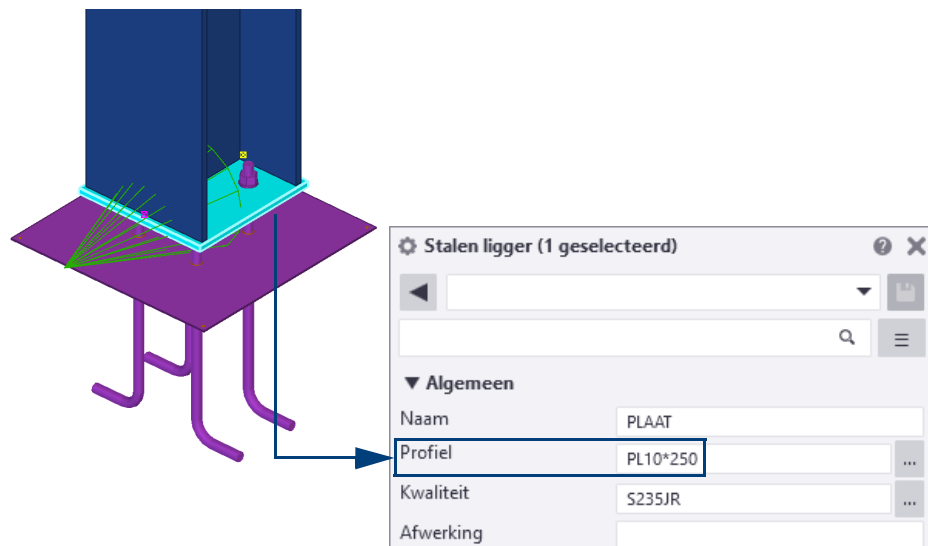 Stalen ligger (1 geselecteerd)
Algemeen
Naam PLAAT
Profiel PL10*250 ...
Kwaliteit S235JR ...
Afwerking